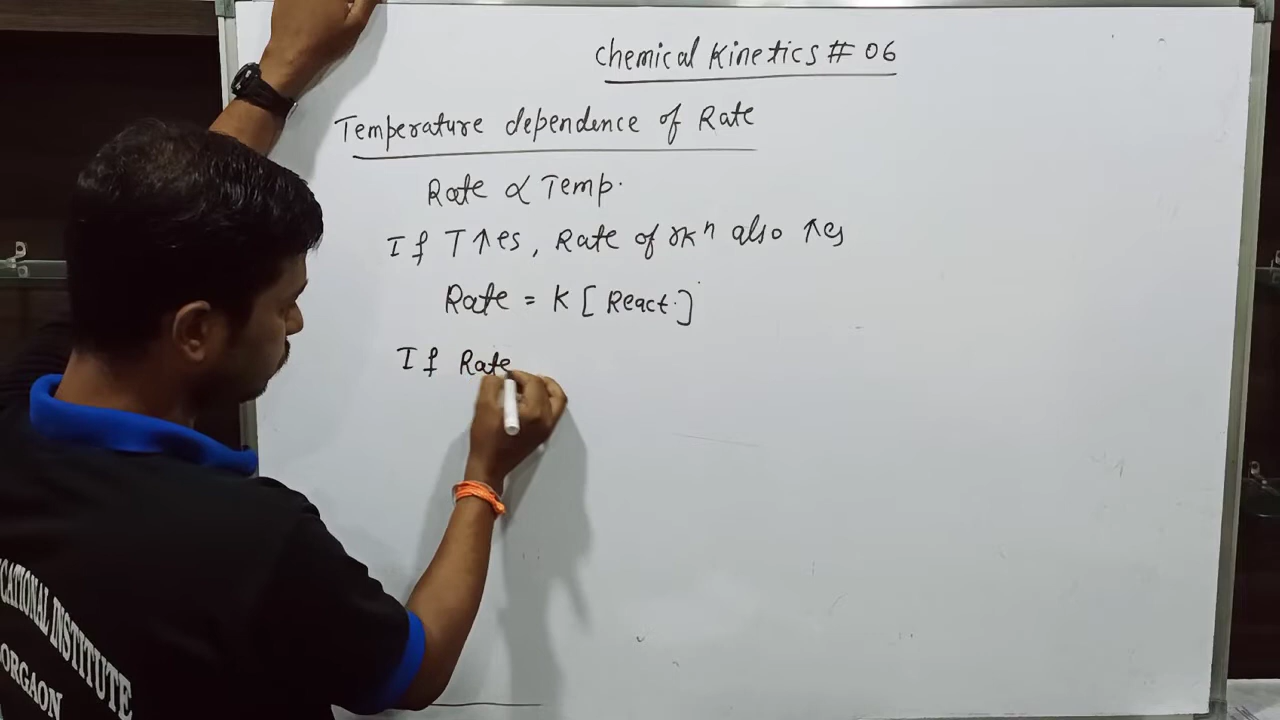 Chemical Kinetics # 06
Temperature dependence of Rate
Rate ∝ Temp.
If T↑es, Rate of rxⁿ also ↑es
Rate = K [React.]
If Rate
INSTITUTE